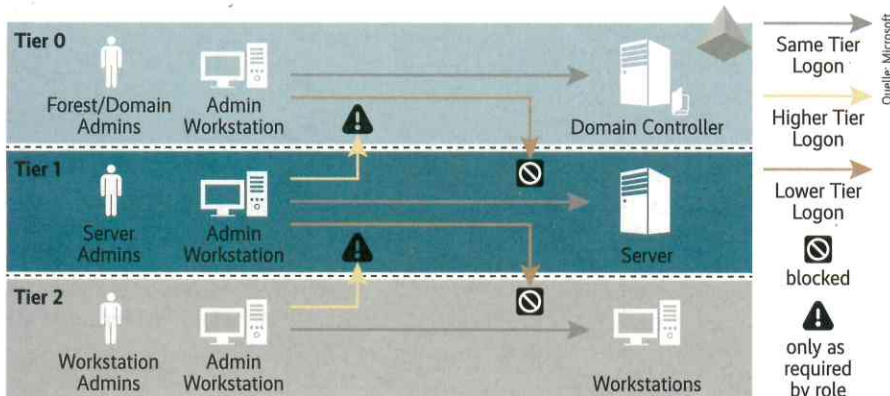 Tier 0
Forest/Domain
Admins
Admin
Workstation
Domain Controller
Tier 1
Server
Admins
Admin
Workstation
Server
Tier 2
Workstation
Admins
Admin
Workstation
Workstations
Same Tier
Logon
Higher Tier
Logon
Lower Tier
Logon
blocked
only as
required
by role
Quelle: Microsoft